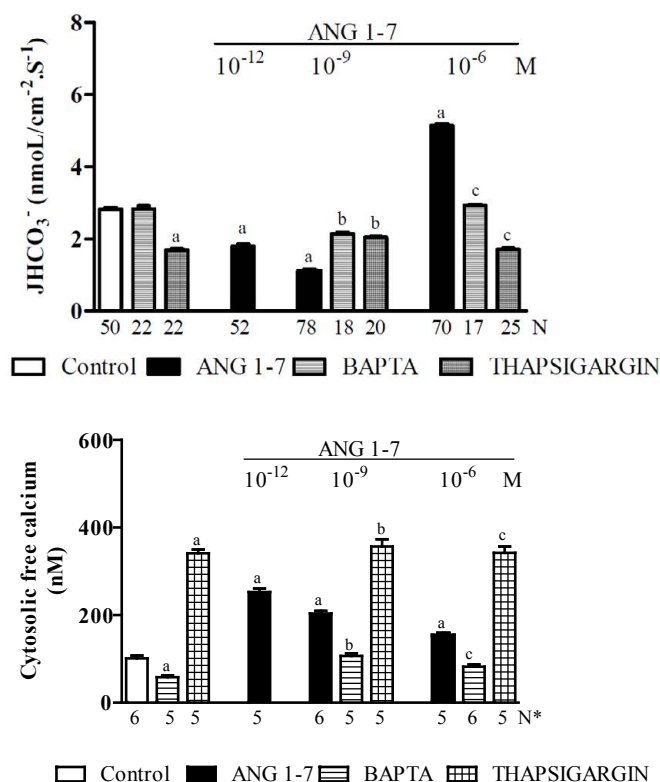 ANG 1-7
10⁻¹² 10⁻⁹ 10⁻⁶ M
JHCO₃⁻ (nmoL/cm⁻².S⁻¹)
8
6
4
2
0
a a a b b a c c
50 22 22 52 78 18 20 70 17 25 N
Control ANG 1-7 BAPTA THAPSIGARGIN
ANG 1-7
10⁻¹² 10⁻⁹ 10⁻⁶ M
Cytosolic free calcium
(nM)
600
400
200
0
a a a a b b a c c
6 5 5 5 6 5 5 5 6 5 N*
Control ANG 1-7 BAPTA THAPSIGARGIN